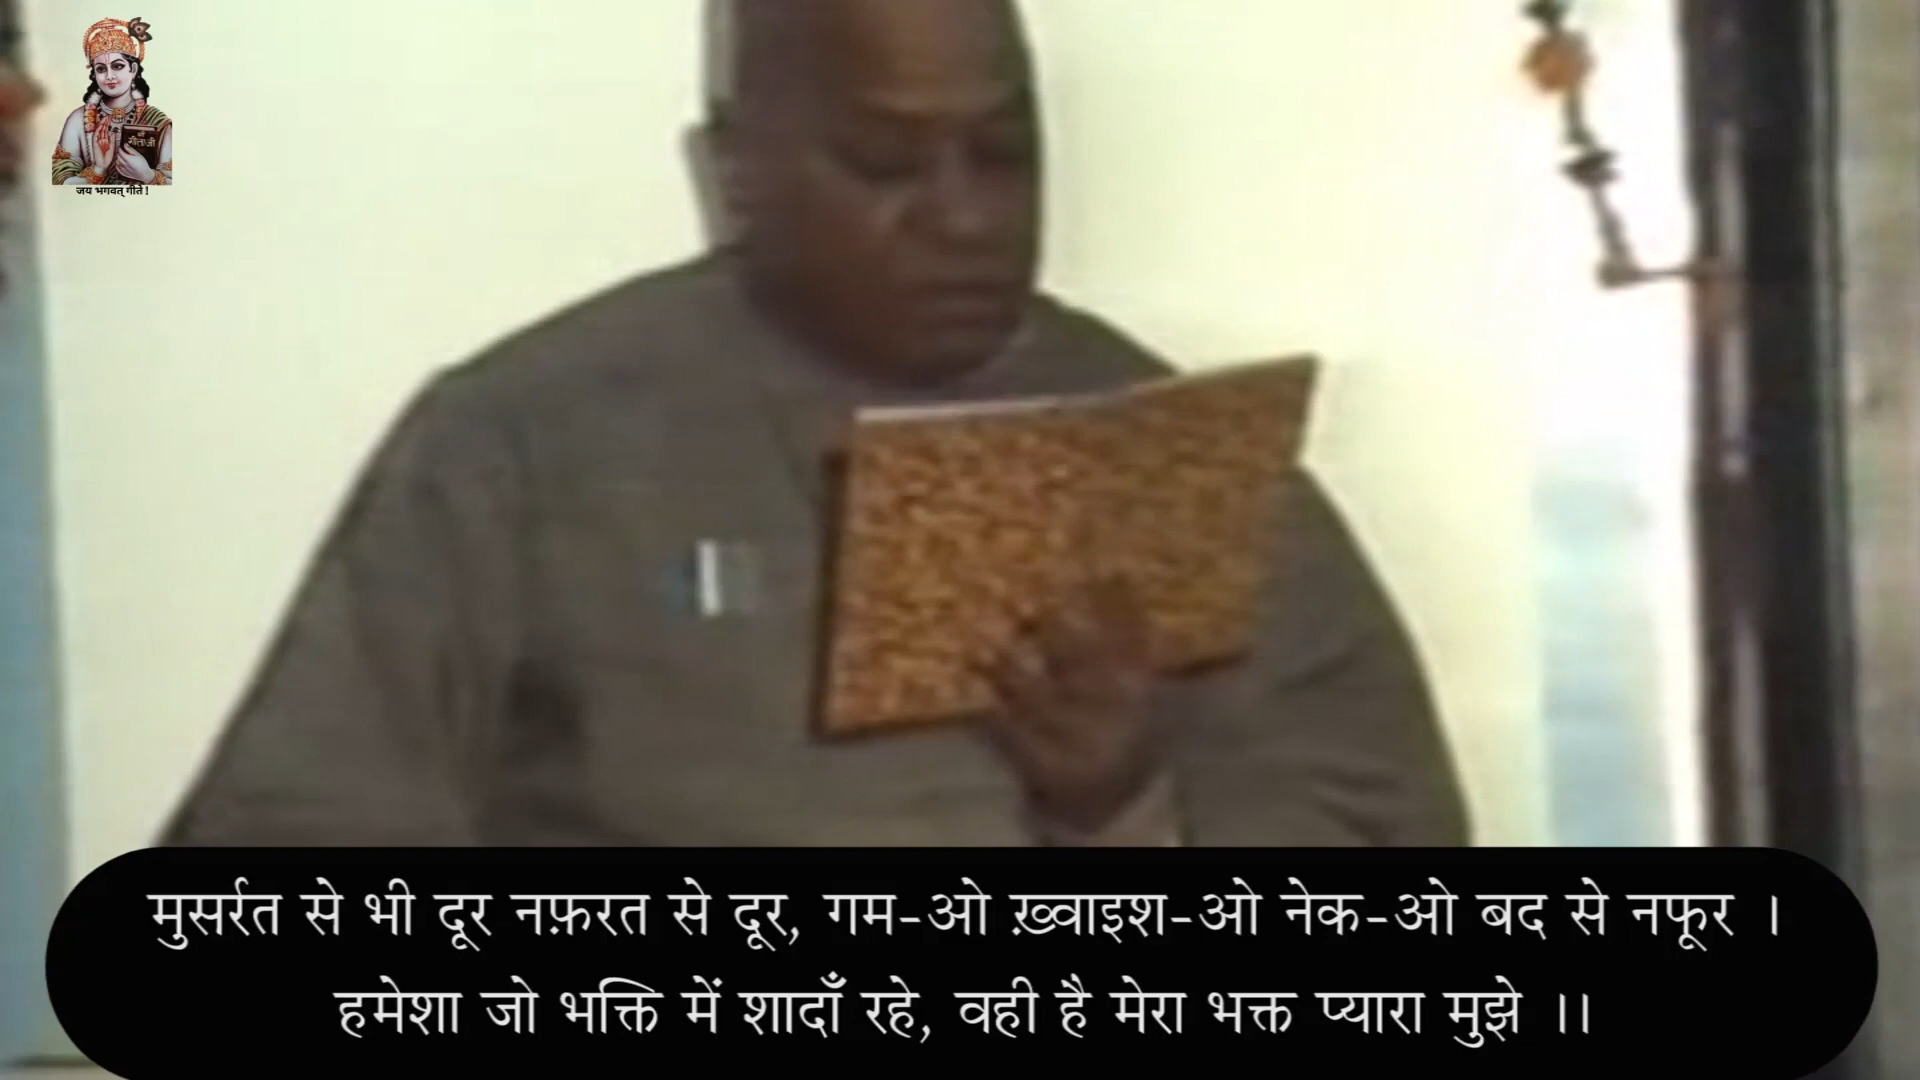 श्री
गीता जी
जय भगवत् गीते !
मुसर्रत से भी दूर नफ़रत से दूर, गम-ओ ख़्वाइश-ओ नेक-ओ बद से नफूर ।
हमेशा जो भक्ति में शादाँ रहे, वही है मेरा भक्त प्यारा मुझे ।।